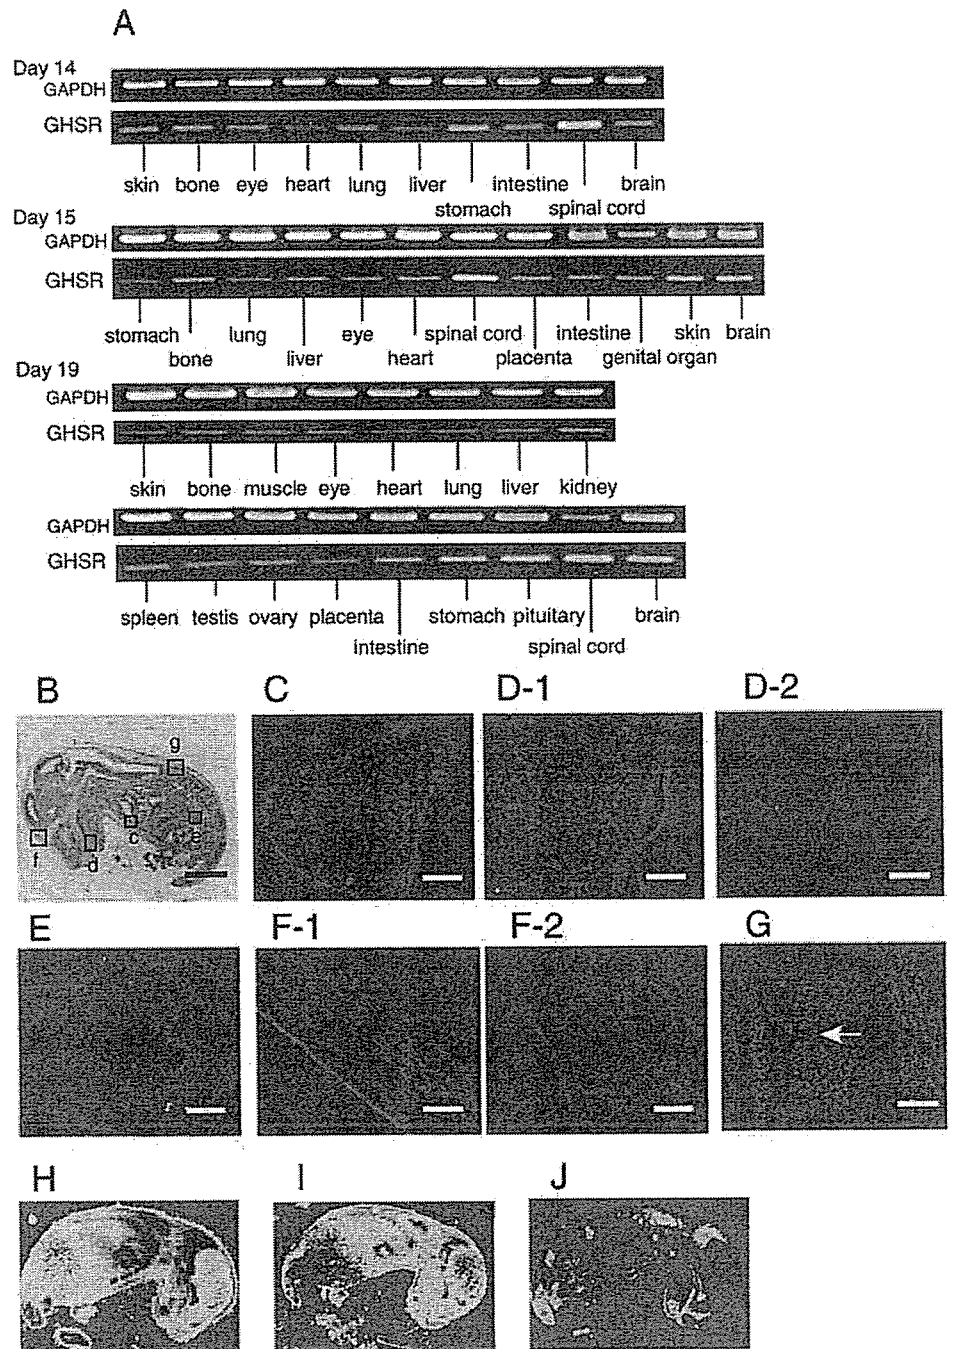 A
Day 14
GAPDH
GHSR
skin bone eye heart lung liver intestine brain
stomach spinal cord
Day 15
GAPDH
GHSR
stomach lung eye spinal cord intestine skin brain
bone liver heart placenta genital organ
Day 19
GAPDH
GHSR
skin bone muscle eye heart lung liver kidney
GAPDH
GHSR
spleen testis ovary placenta stomach pituitary brain
intestine spinal cord
B C D-1 D-2
g
c e
f d
E F-1 F-2 G
H I J